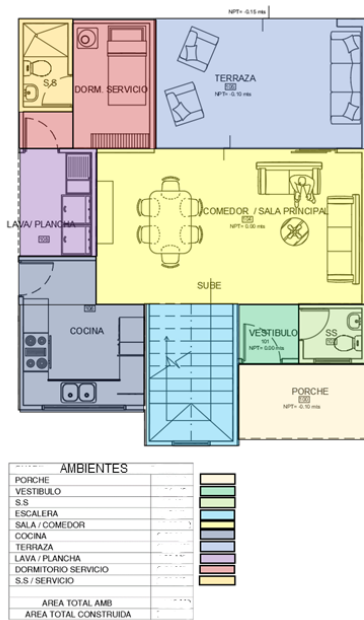 NPT= -0.15 mts
S.S
DORM. SERVICIO
TERRAZA
NPT= -0.10 mts
LAVA/ PLANCHA
COMEDOR / SALA PRINCIPAL
NPT= 0.00 mts
SUBE
COCINA
VESTIBULO
101
NPT= 0.00 mts
SS
PORCHE
NPT= -0.10 mts
AMBIENTES
PORCHE
VESTIBULO
S.S
ESCALERA
SALA / COMEDOR
COCINA
TERRAZA
LAVA / PLANCHA
DORMITORIO SERVICIO
S.S / SERVICIO
AREA TOTAL AMB
AREA TOTAL CONSTRUIDA